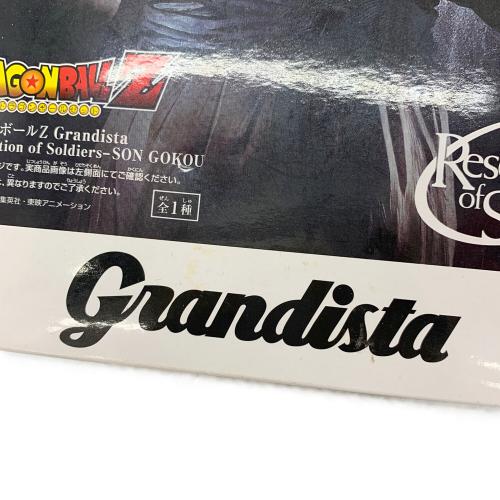 AGONBALL Z
ボールZ Grandista
tion of Soldiers-SON GOKOU
ジです。実商品画像は左側面にてご確認ください。
異なりますのでご了承ください。
集英社・東映アニメーション
全1種
Rese
of S
Grandista